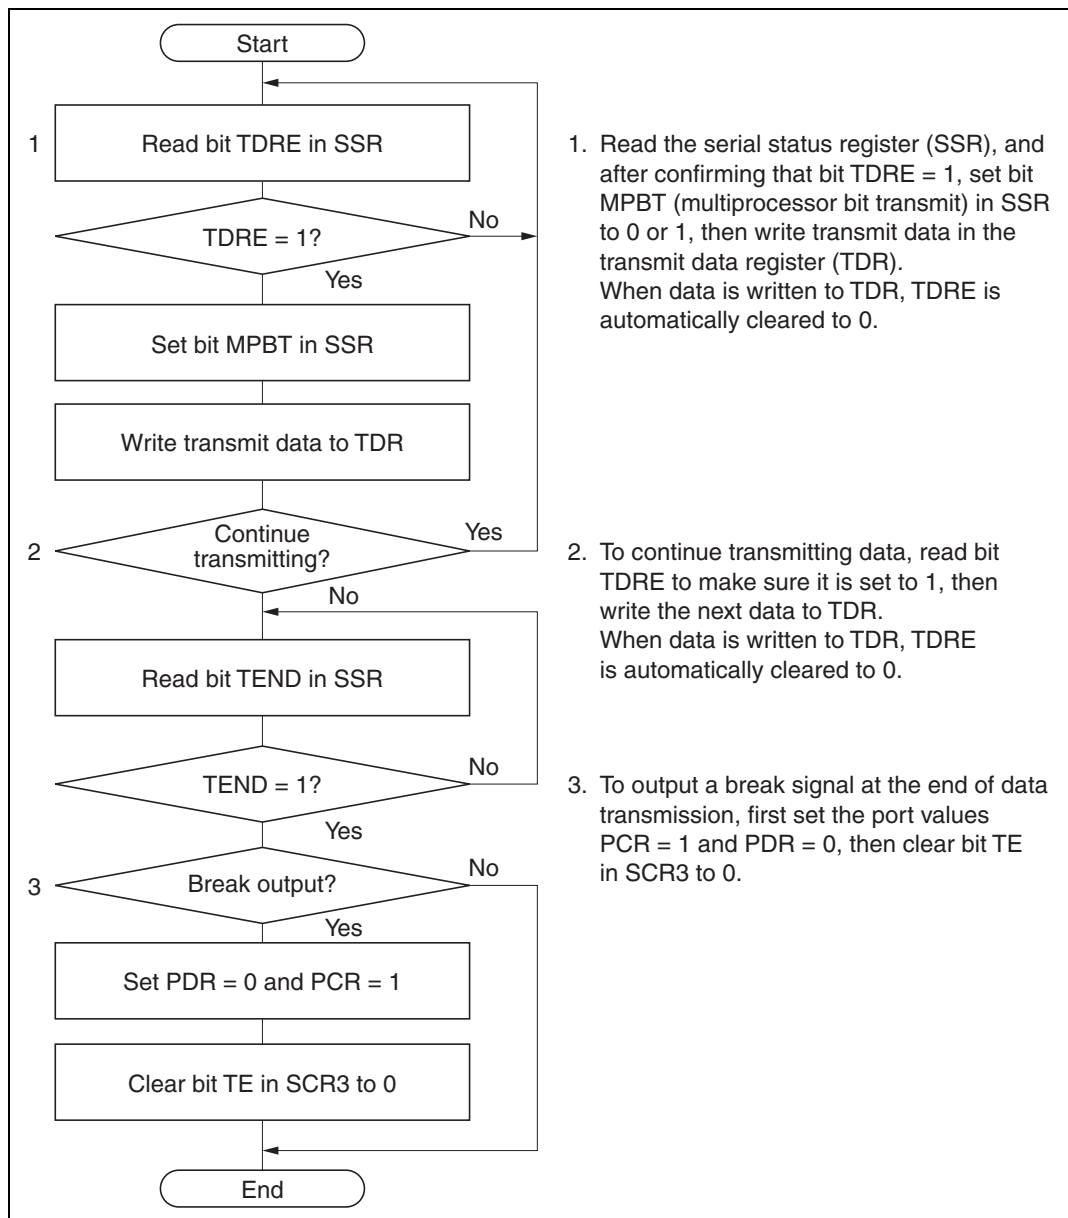 Start
1
Read bit TDRE in SSR
TDRE = 1?
No
Yes
Set bit MPBT in SSR
Write transmit data to TDR
2
Continue
transmitting?
Yes
No
Read bit TEND in SSR
TEND = 1?
No
Yes
3
Break output?
No
Yes
Set PDR = 0 and PCR = 1
Clear bit TE in SCR3 to 0
End
1. Read the serial status register (SSR), and
after confirming that bit TDRE = 1, set bit
MPBT (multiprocessor bit transmit) in SSR
to 0 or 1, then write transmit data in the
transmit data register (TDR).
When data is written to TDR, TDRE is
automatically cleared to 0.
2. To continue transmitting data, read bit
TDRE to make sure it is set to 1, then
write the next data to TDR.
When data is written to TDR, TDRE
is automatically cleared to 0.
3. To output a break signal at the end of data
transmission, first set the port values
PCR = 1 and PDR = 0, then clear bit TE
in SCR3 to 0.